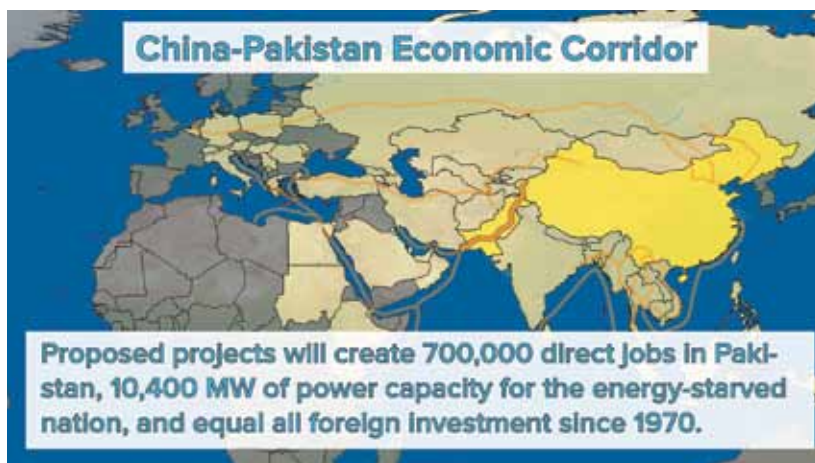 China-Pakistan Economic Corridor
Proposed projects will create 700,000 direct jobs in Paki-
stan, 10,400 MW of power capacity for the energy-starved
nation, and equal all foreign investment since 1970.